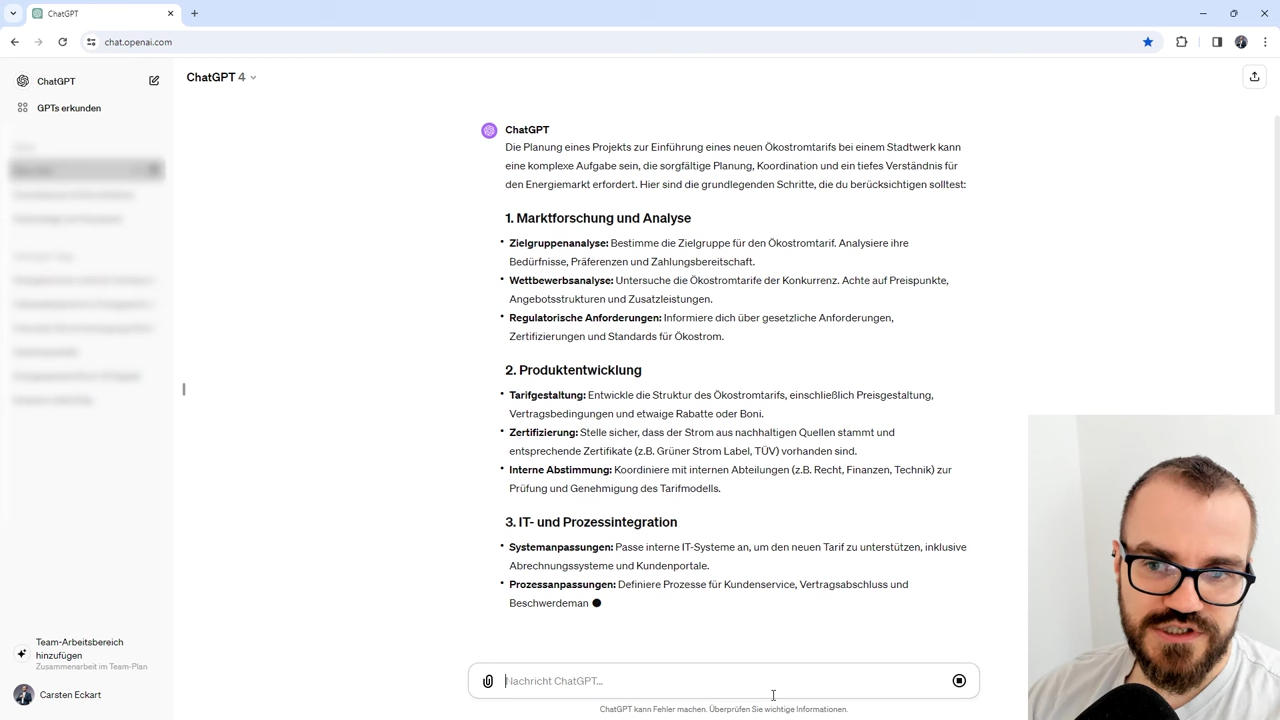 ChatGPT
chat.openai.com
ChatGPT
GPTs erkunden
ChatGPT 4
ChatGPT
Die Planung eines Projekts zur Einführung eines neuen Ökostromtarifs bei einem Stadtwerk kann
eine komplexe Aufgabe sein, die sorgfältige Planung, Koordination und ein tiefes Verständnis für
den Energiemarkt erfordert. Hier sind die grundlegenden Schritte, die du berücksichtigen solltest:
1. Marktforschung und Analyse
• Zielgruppenanalyse: Bestimme die Zielgruppe für den Ökostromtarif. Analysiere ihre
Bedürfnisse, Präferenzen und Zahlungsbereitschaft.
• Wettbewerbsanalyse: Untersuche die Ökostromtarife der Konkurrenz. Achte auf Preispunkte,
Angebotsstrukturen und Zusatzleistungen.
• Regulatorische Anforderungen: Informiere dich über gesetzliche Anforderungen,
Zertifizierungen und Standards für Ökostrom.
2. Produktentwicklung
• Tarifgestaltung: Entwickle die Struktur des Ökostromtarifs, einschließlich Preisgestaltung,
Vertragsbedingungen und etwaige Rabatte oder Boni.
• Zertifizierung: Stelle sicher, dass der Strom aus nachhaltigen Quellen stammt und
entsprechende Zertifikate (z.B. Grüner Strom Label, TÜV) vorhanden sind.
• Interne Abstimmung: Koordiniere mit internen Abteilungen (z.B. Recht, Finanzen, Technik) zur
Prüfung und Genehmigung des Tarifmodells.
3. IT- und Prozessintegration
• Systemanpassungen: Passe interne IT-Systeme an, um den neuen Tarif zu unterstützen, inklusive
Abrechnungssysteme und Kundenportale.
• Prozessanpassungen: Definiere Prozesse für Kundenservice, Vertragsabschluss und
Beschwerdeman
Team-Arbeitsbereich
hinzufügen
Zusammenarbeit im Team-Plan
Carsten Eckart
Nachricht ChatGPT...
ChatGPT kann Fehler machen. Überprüfen Sie wichtige Informationen.